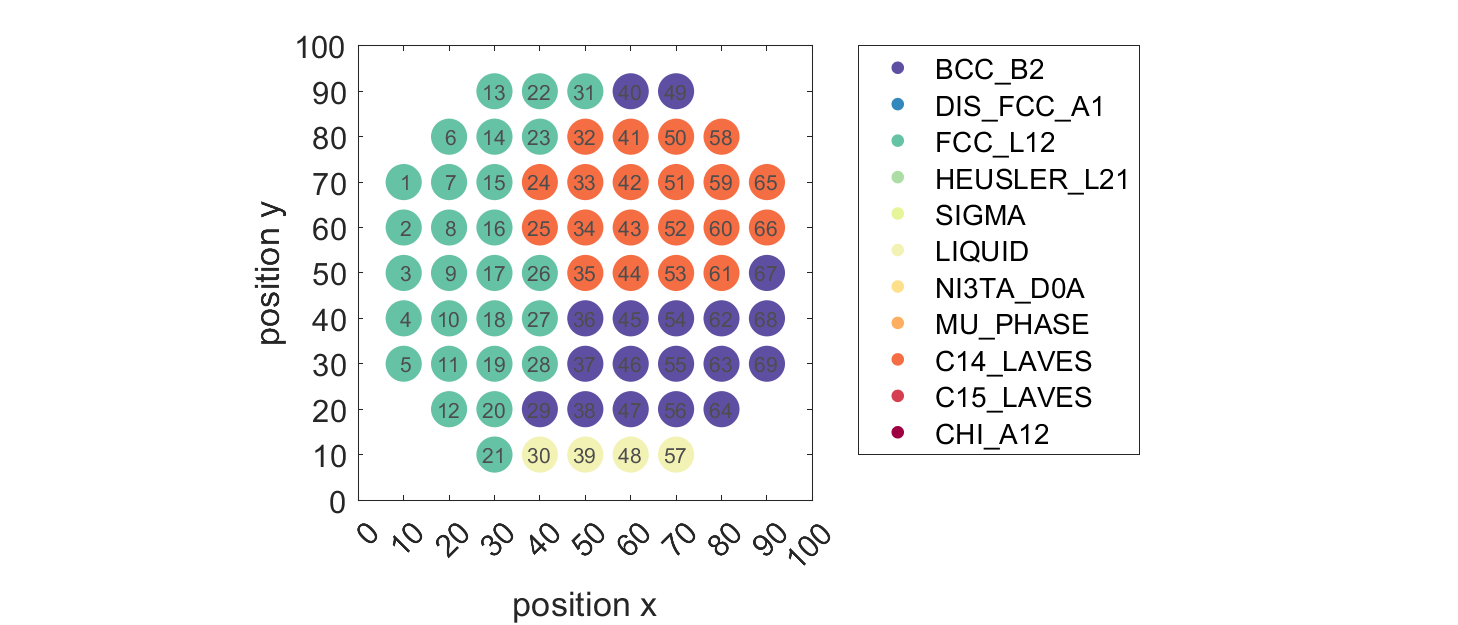 100
90
80
70
60
50
40
30
20
10
0
position y
13 22 31 40 49
6 14 23 32 41 50 58
1 7 15 24 33 42 51 59 65
2 8 16 25 34 43 52 60 66
3 9 17 26 35 44 53 61 67
4 10 18 27 36 45 54 62 68
5 11 19 28 37 46 55 63 69
12 20 29 38 47 56 64
21 30 39 48 57
0 10 20 30 40 50 60 70 80 90 100
position x
BCC_B2
DIS_FCC_A1
FCC_L12
HEUSLER_L21
SIGMA
LIQUID
NI3TA_D0A
MU_PHASE
C14_LAVES
C15_LAVES
CHI_A12